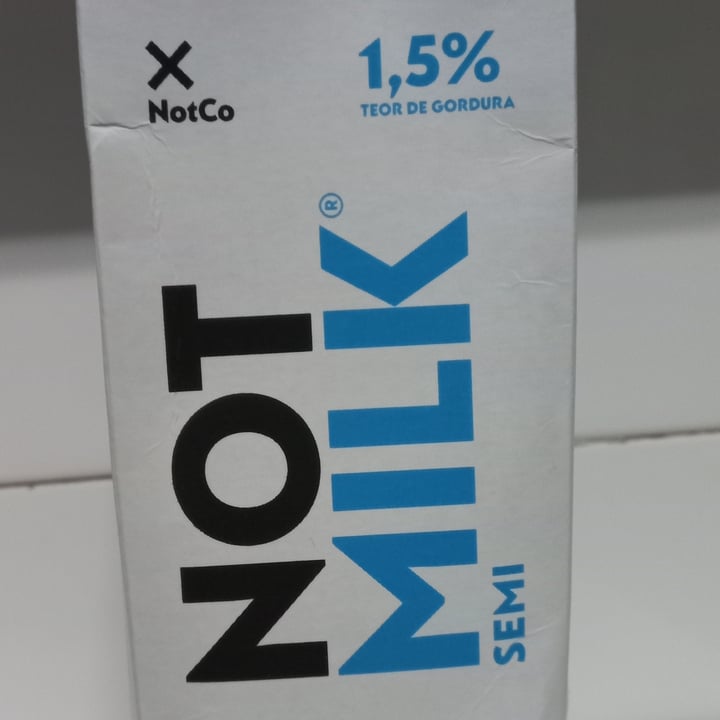 NotCo
1,5%
TEOR DE GORDURA
NOT
MILK®
SEMI